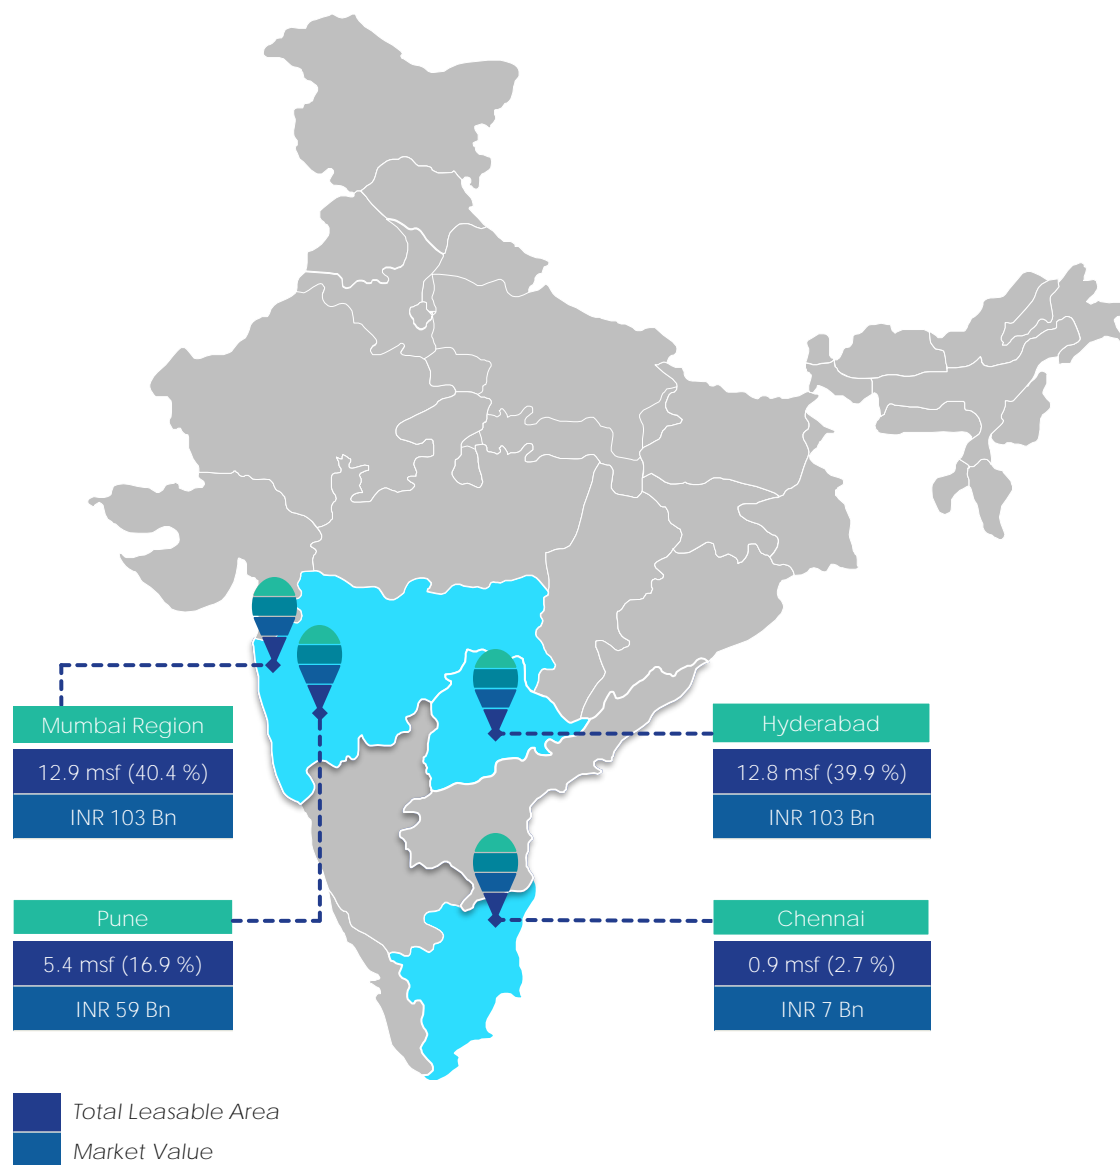 Mumbai Region
12.9 msf (40.4 %)
INR 103 Bn
Hyderabad
12.8 msf (39.9 %)
INR 103 Bn
Pune
5.4 msf (16.9 %)
INR 59 Bn
Chennai
0.9 msf (2.7 %)
INR 7 Bn
Total Leasable Area
Market Value